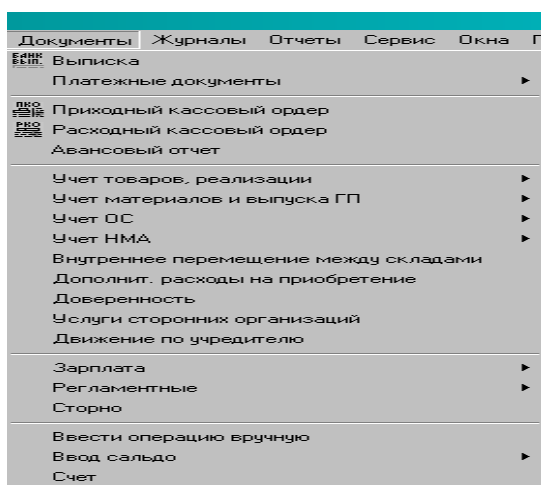 Документы Журналы Отчеты Сервис Окна П
БАНК ВЫП. Выписка
Платежные документы
ПКО Приходный кассовый ордер
РКО Расходный кассовый ордер
Авансовый отчет
Учет товаров, реализации
Учет материалов и выпуска ГП
Учет ОС
Учет НМА
Внутреннее перемещение между складами
Дополнит. расходы на приобретение
Доверенность
Услуги сторонних организаций
Движение по учредителю
Зарплата
Регламентные
Сторно
Ввести операцию вручную
Ввод сальдо
Счет